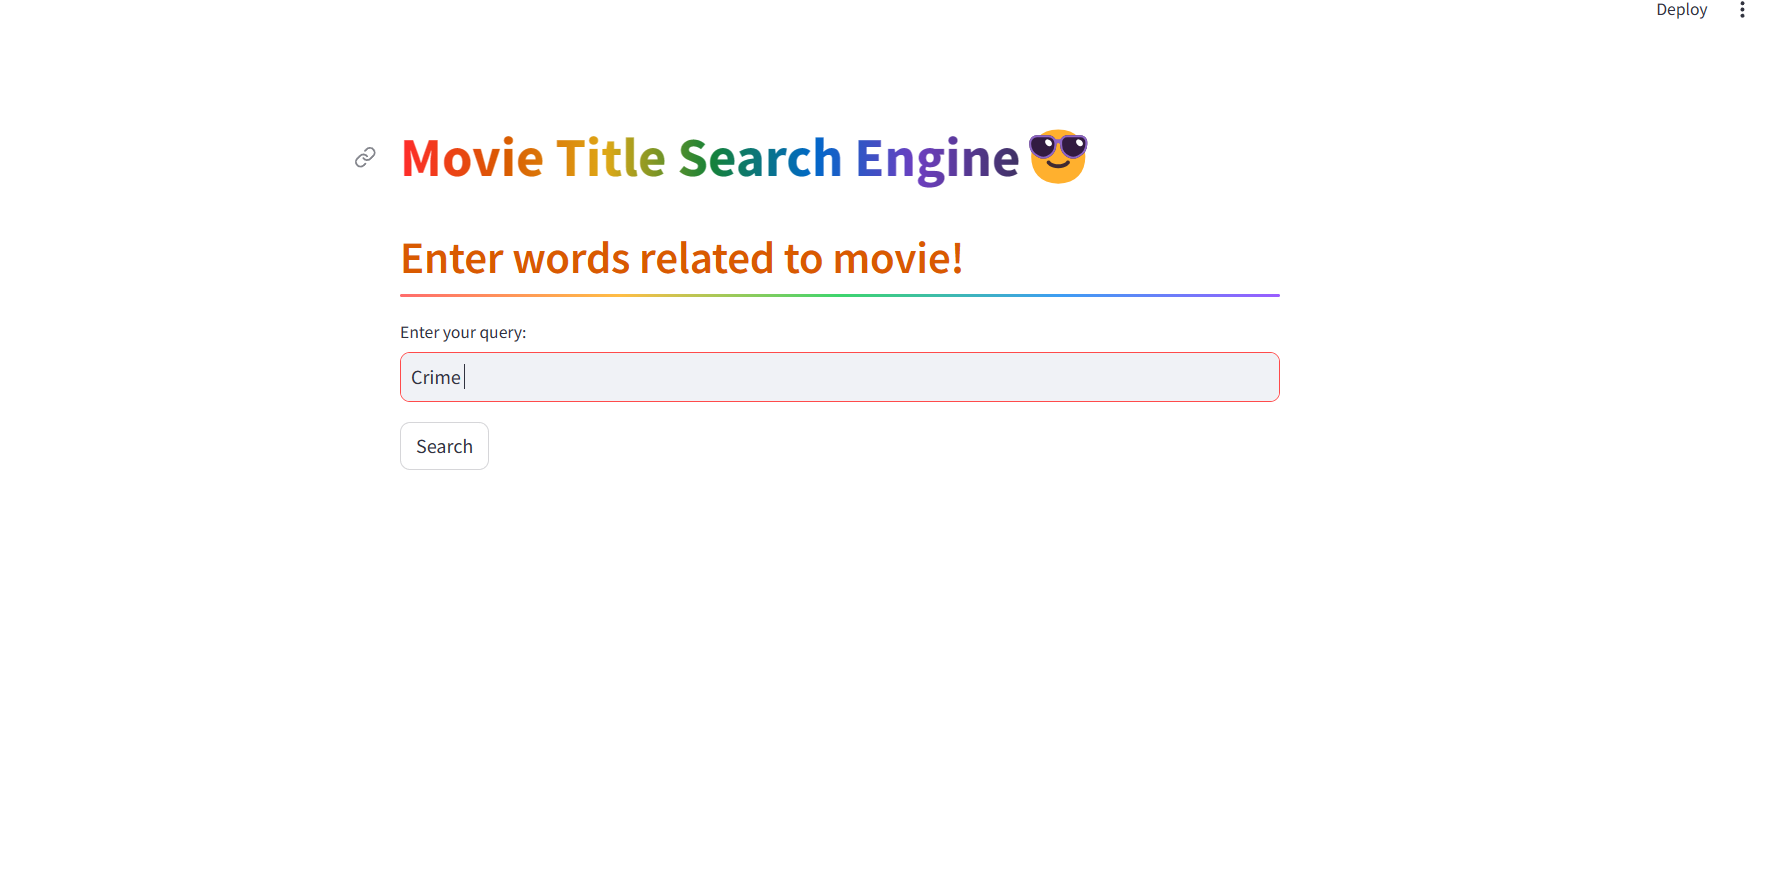 Deploy
Movie Title Search Engine
Enter words related to movie!
Enter your query:
Crime
Search